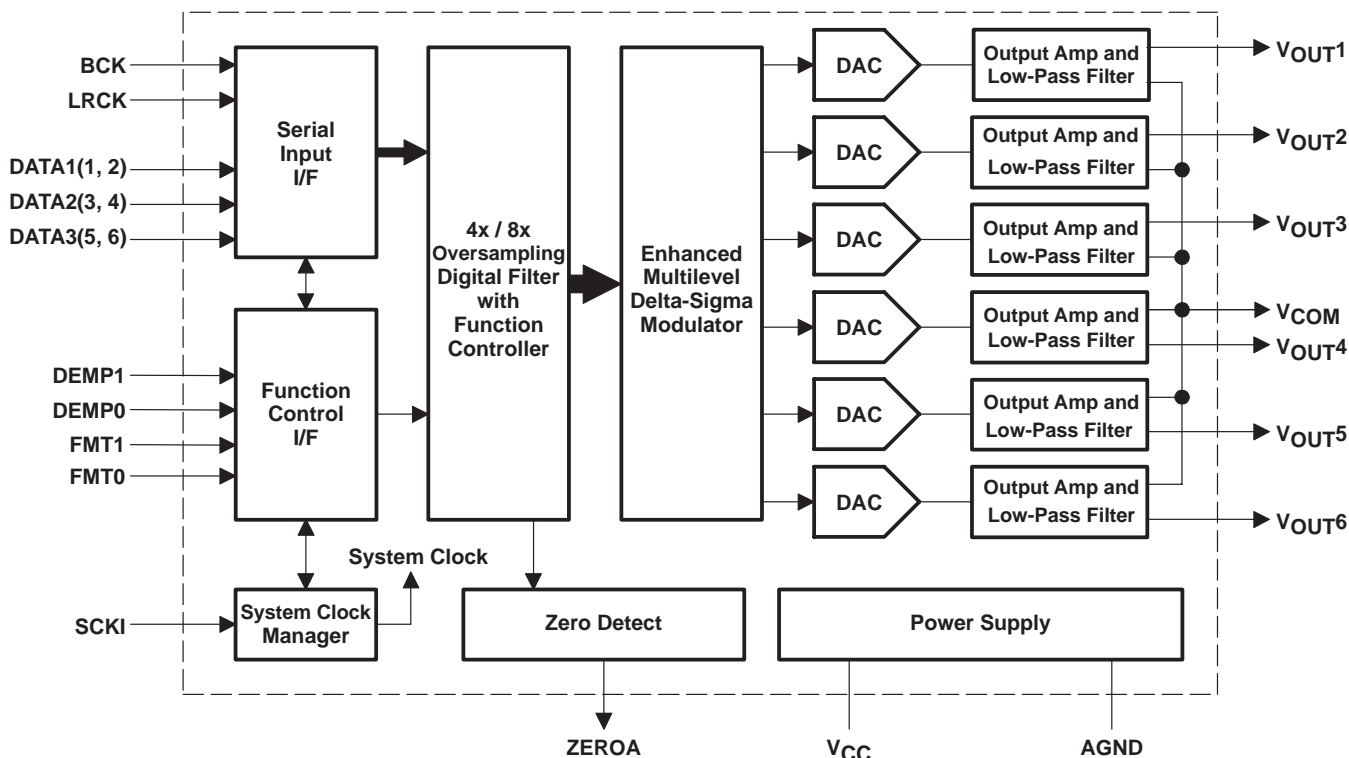 BCK
LRCK
DATA1(1, 2)
DATA2(3, 4)
DATA3(5, 6)
Serial
Input
I/F
DEMP1
DEMP0
FMT1
FMT0
Function
Control
I/F
SCKI
System Clock
Manager
System Clock
4x / 8x
Oversampling
Digital Filter
with
Function
Controller
Enhanced
Multilevel
Delta-Sigma
Modulator
DAC
Output Amp and
Low-Pass Filter
VOUT1
DAC
Output Amp and
Low-Pass Filter
VOUT2
DAC
Output Amp and
Low-Pass Filter
VOUT3
DAC
Output Amp and
Low-Pass Filter
VCOM
VOUT4
DAC
Output Amp and
Low-Pass Filter
VOUT5
DAC
Output Amp and
Low-Pass Filter
VOUT6
Zero Detect
Power Supply
ZEROA
VCC
AGND